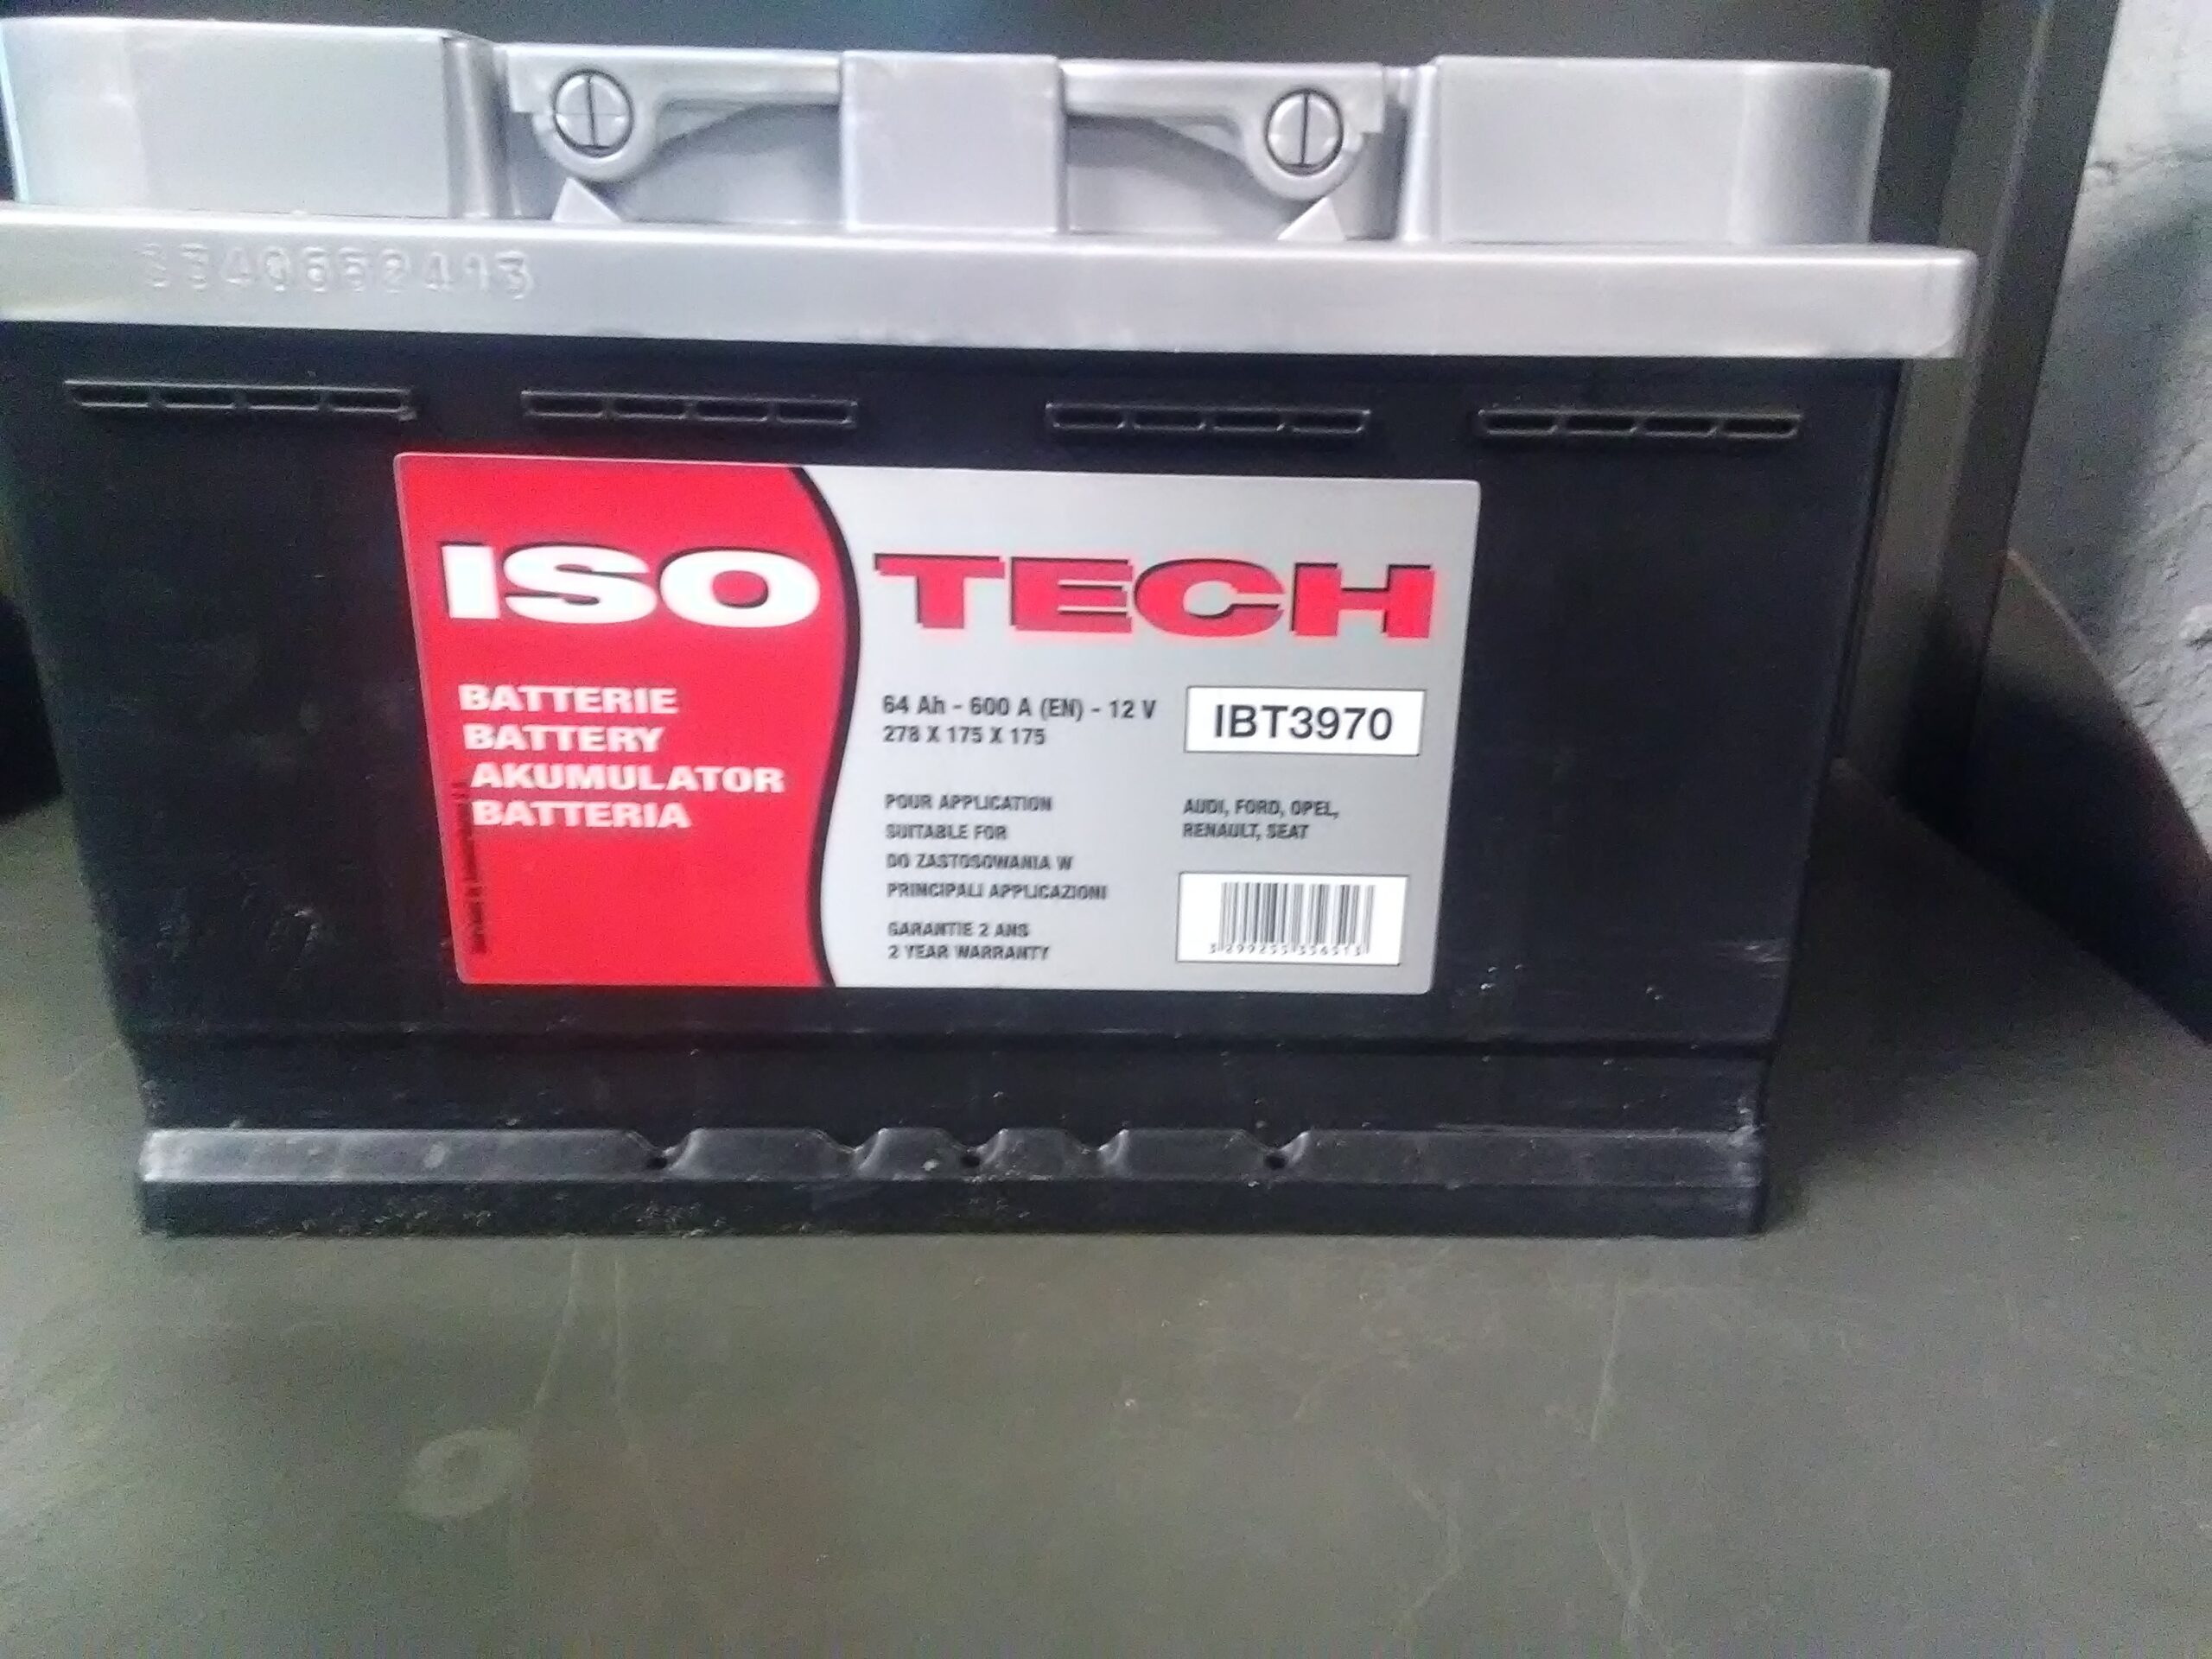 ISO TECH
BATTERIE
BATTERY
AKUMULATOR
BATTERIA
64 Ah - 600 A (EN) - 12 V
278 X 175 X 175
IBT3970
POUR APPLICATION
SUITABLE FOR
DO ZASTOSOWANIA W
PRINCIPALI APPLICAZIONI
AUDI, FORD, OPEL,
RENAULT, SEAT
GARANTIE 2 ANS
2 YEAR WARRANTY